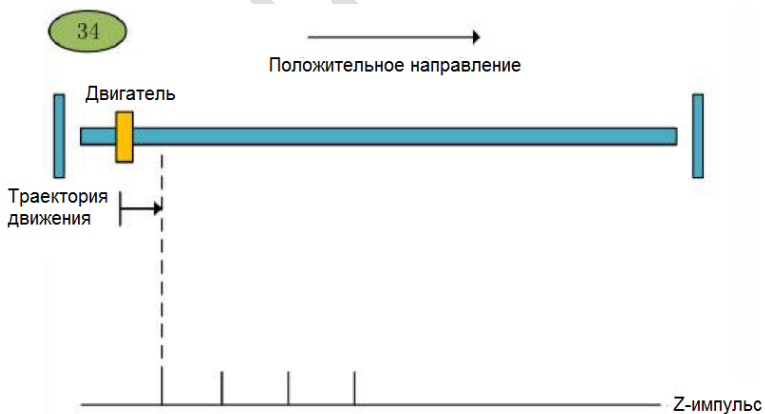 34
Положительное направление
Двигатель
Траектория
движения
Z-импульс